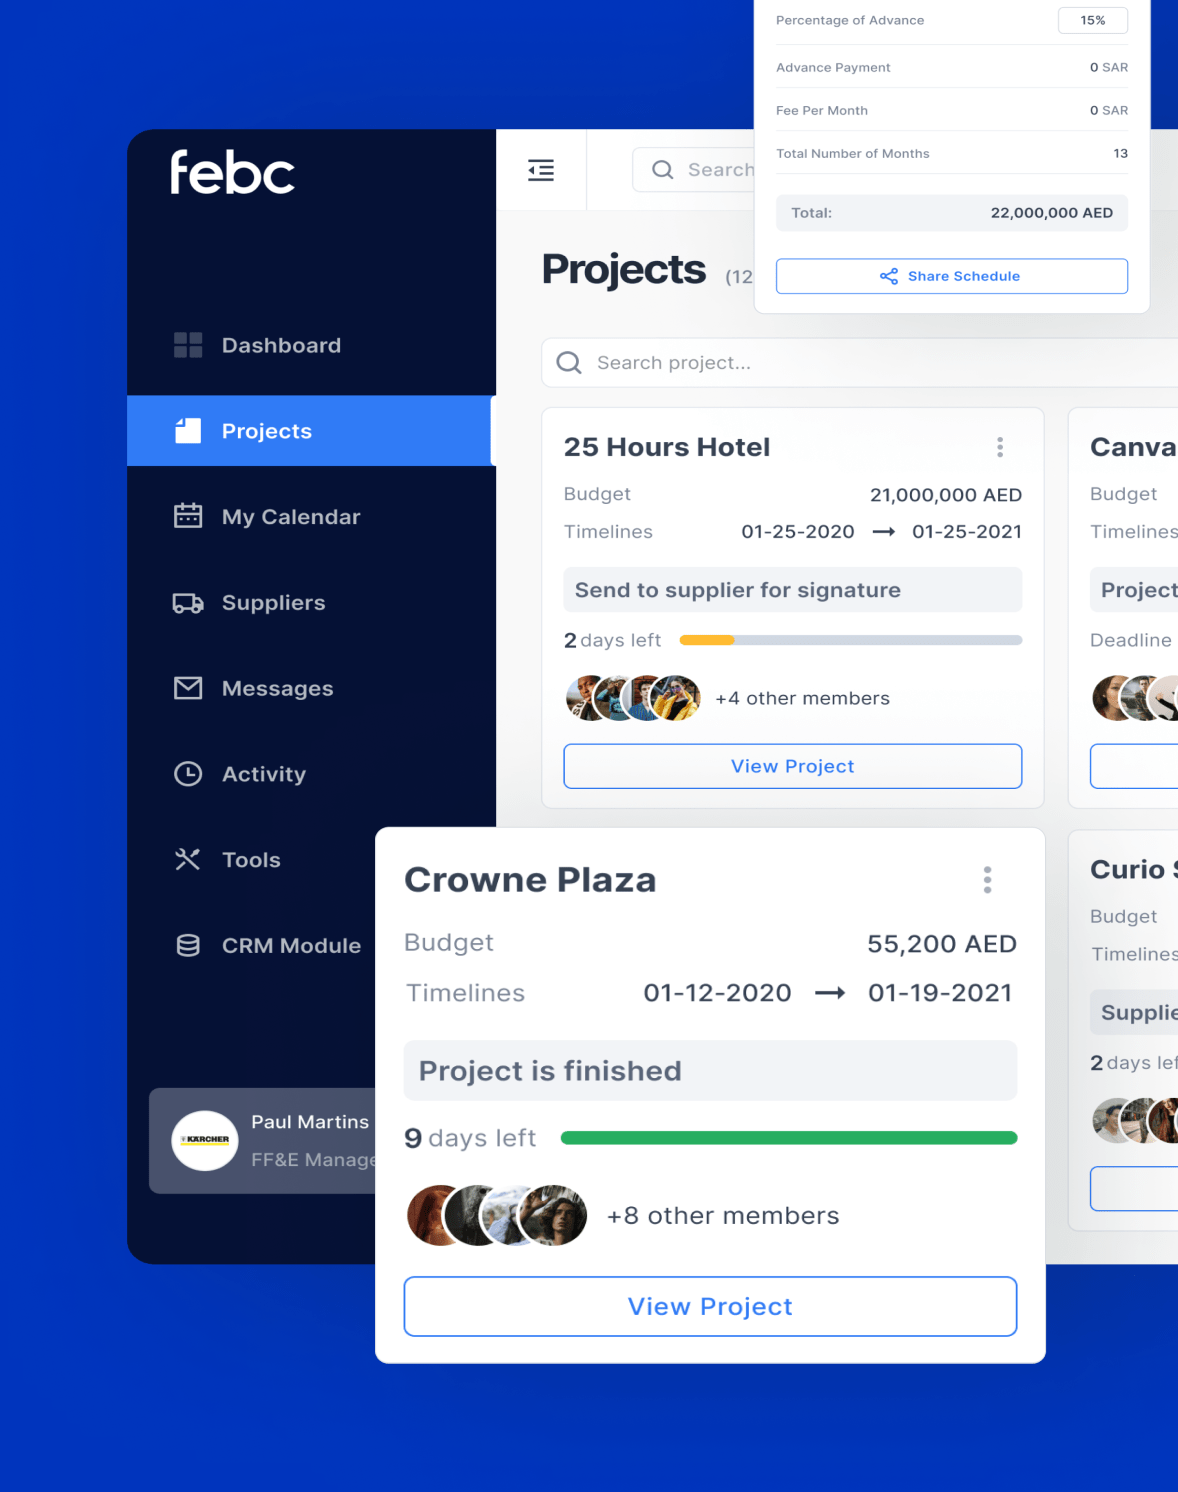 Percentage of Advance 15%
Advance Payment 0 SAR
Fee Per Month 0 SAR
Total Number of Months 13
Total: 22,000,000 AED
Share Schedule
febc
Search
Projects (12
Search project...
Dashboard
Projects
My Calendar
Suppliers
Messages
Activity
Tools
CRM Module
KARCHER
Paul Martins
FF&E Manage
25 Hours Hotel
Budget 21,000,000 AED
Timelines 01-25-2020 → 01-25-2021
Send to supplier for signature
2 days left
+4 other members
View Project
Canva
Budget
Timelines
Project
Deadline
Crowne Plaza
Budget 55,200 AED
Timelines 01-12-2020 → 01-19-2021
Project is finished
9 days left
+8 other members
View Project
Curio
Budget
Timelines
Supplie
2 days lef